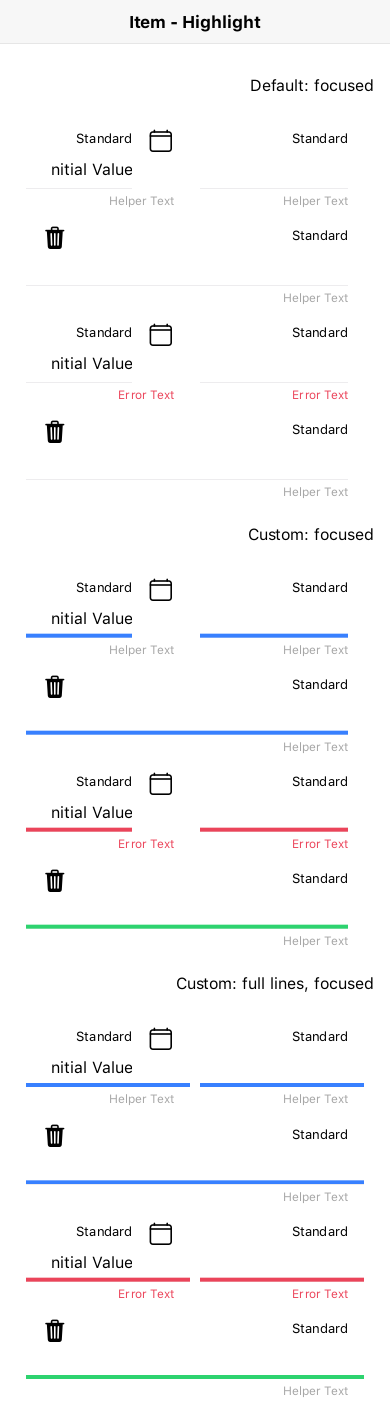 Item - Highlight
Default: focused
Standard Standard
nitial Value
Helper Text Helper Text
Standard
Helper Text
Standard Standard
nitial Value
Error Text Error Text
Standard
Helper Text
Custom: focused
Standard Standard
nitial Value
Helper Text Helper Text
Standard
Helper Text
Standard Standard
nitial Value
Error Text Error Text
Standard
Helper Text
Custom: full lines, focused
Standard Standard
nitial Value
Helper Text Helper Text
Standard
Helper Text
Standard Standard
nitial Value
Error Text Error Text
Standard
Helper Text